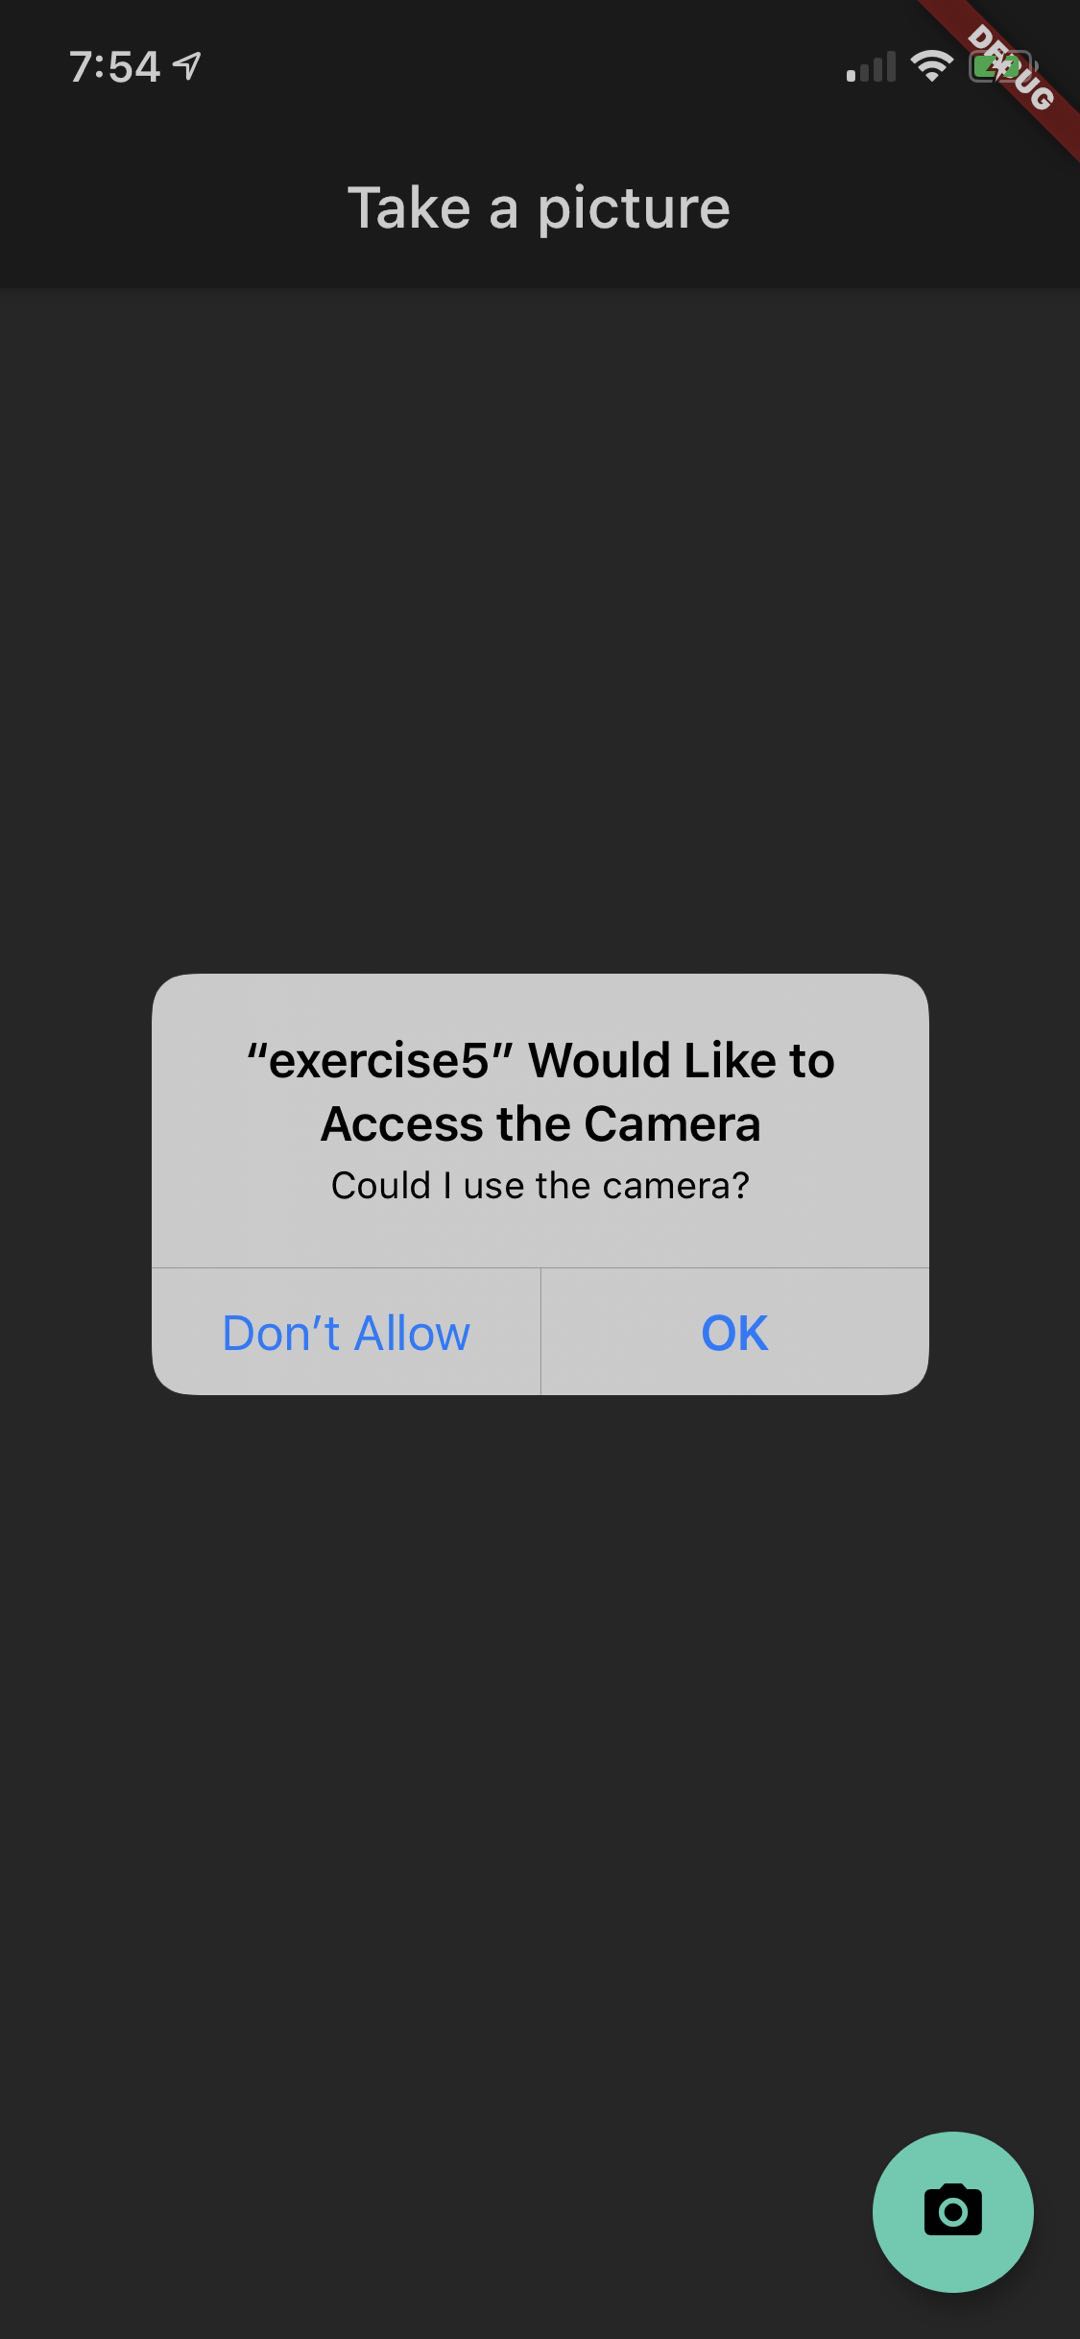 7:54
DEBUG
Take a picture
“exercise5” Would Like to
Access the Camera
Could I use the camera?
Don’t Allow
OK